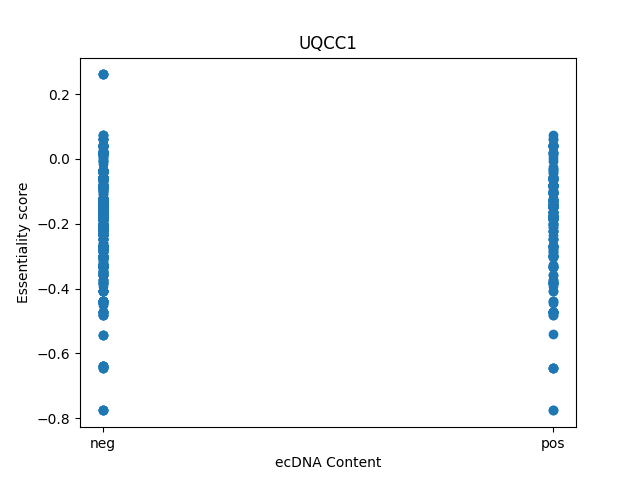 UQCC1
Essentiality score
0.2
0.0
−0.2
−0.4
−0.6
−0.8
neg
pos
ecDNA Content